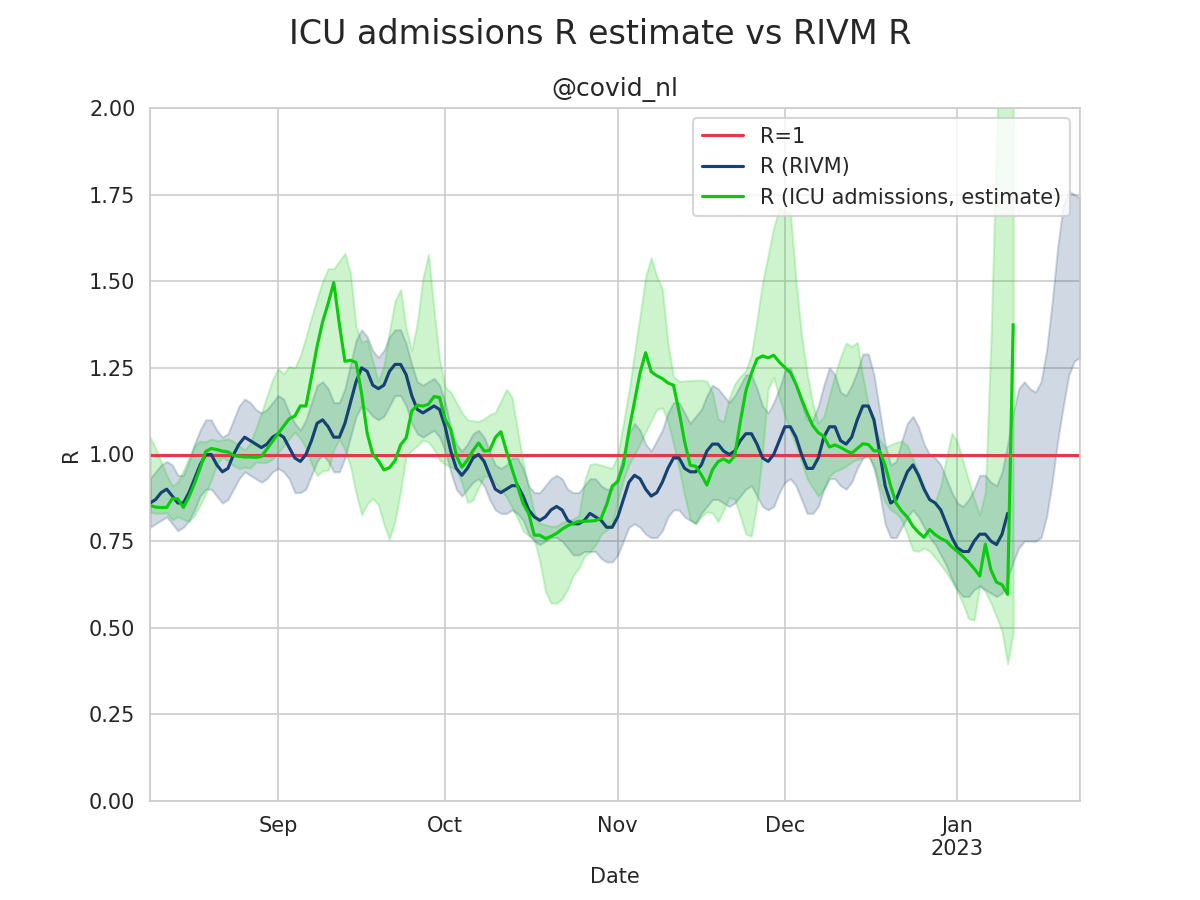 ICU admissions R estimate vs RIVM R
@covid_nl
R=1
R (RIVM)
R (ICU admissions, estimate)
2.00
1.75
1.50
1.25
1.00
0.75
0.50
0.25
0.00
R
Sep
Oct
Nov
Dec
Jan
2023
Date